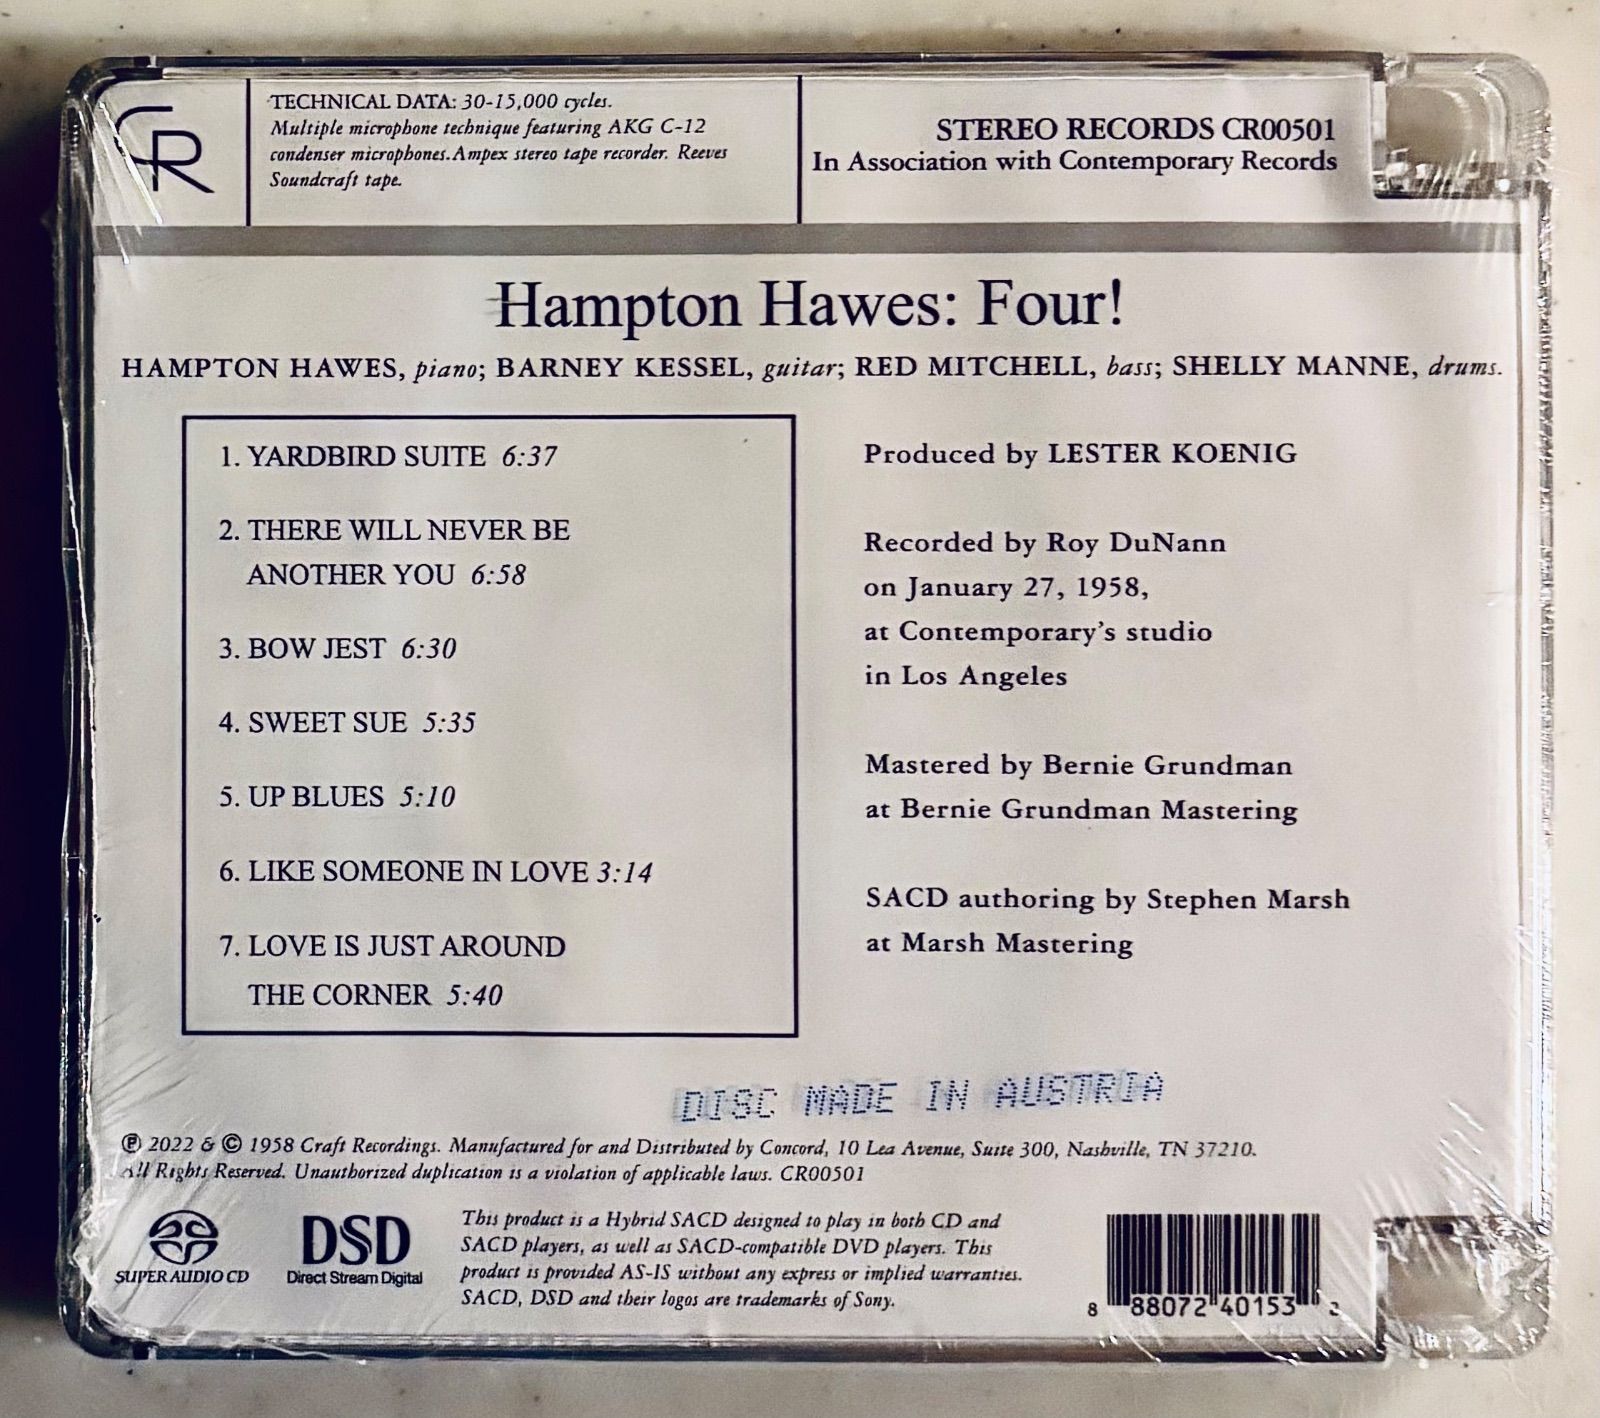 CR
TECHNICAL DATA: 30-15,000 cycles.
Multiple microphone technique featuring AKG C-12
condenser microphones. Ampex stereo tape recorder. Reeves
Soundcraft tape.
STEREO RECORDS CR00501
In Association with Contemporary Records
Hampton Hawes: Four!
HAMPTON HAWES, piano; BARNEY KESSEL, guitar; RED MITCHELL, bass; SHELLY MANNE, drums.
1. YARDBIRD SUITE 6:37
2. THERE WILL NEVER BE
ANOTHER YOU 6:58
3. BOW JEST 6:30
4. SWEET SUE 5:35
5. UP BLUES 5:10
6. LIKE SOMEONE IN LOVE 3:14
7. LOVE IS JUST AROUND
THE CORNER 5:40
Produced by LESTER KOENIG
Recorded by Roy DuNann
on January 27, 1958,
at Contemporary's studio
in Los Angeles
Mastered by Bernie Grundman
at Bernie Grundman Mastering
SACD authoring by Stephen Marsh
at Marsh Mastering
DISC MADE IN AUSTRIA
℗ 2022 & © 1958 Craft Recordings. Manufactured for and Distributed by Concord, 10 Lea Avenue, Suite 300, Nashville, TN 37210.
All Rights Reserved. Unauthorized duplication is a violation of applicable laws. CR00501
SUPER AUDIO CD
DSD
Direct Stream Digital
This product is a Hybrid SACD designed to play in both CD and
SACD players, as well as SACD-compatible DVD players. This
product is provided AS-IS without any express or implied warranties.
SACD, DSD and their logos are trademarks of Sony.
8 88072 40153 2